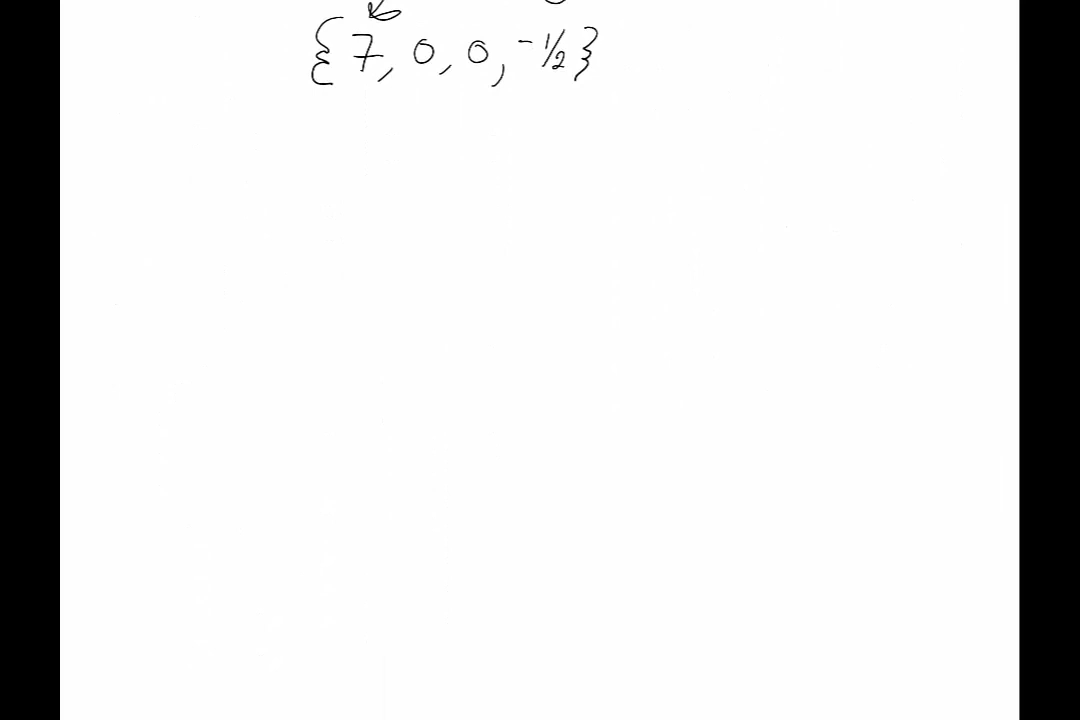 {7, 0, 0, -1/2}